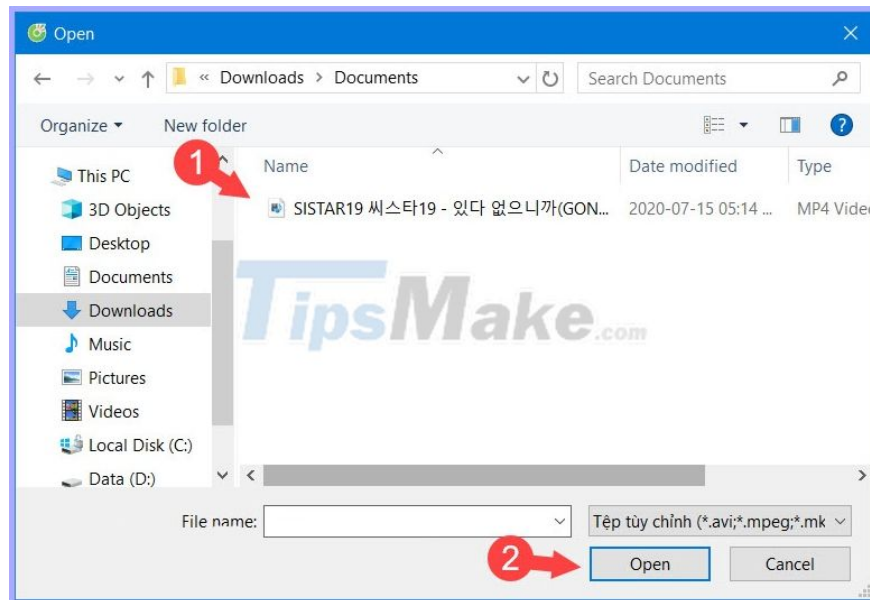 Open
« Downloads > Documents
Search Documents
Organize
New folder
1
Name
Date modified
Type
SISTAR19 씨스타19 - 있다 없으니까(GON...
2020-07-15 05:14 ...
MP4 Vide
This PC
3D Objects
Desktop
Documents
Downloads
Music
Pictures
Videos
Local Disk (C:)
Data (D:)
TipsMake.com
File name:
Tệp tùy chỉnh (*.avi;*.mpeg;*.mk
2
Open
Cancel